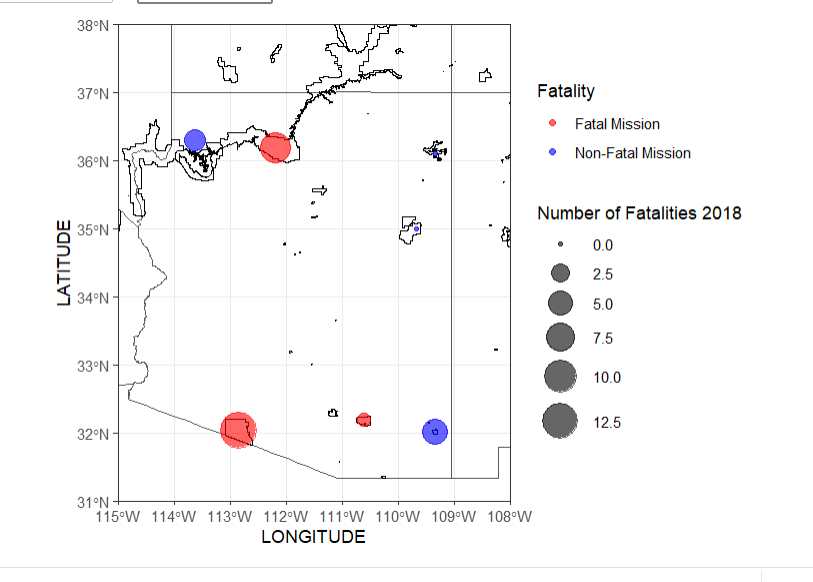 38°N
37°N
36°N
35°N
34°N
33°N
32°N
31°N
LATITUDE
115°W 114°W 113°W 112°W 111°W 110°W 109°W 108°W
LONGITUDE
Fatality
Fatal Mission
Non-Fatal Mission
Number of Fatalities 2018
0.0
2.5
5.0
7.5
10.0
12.5